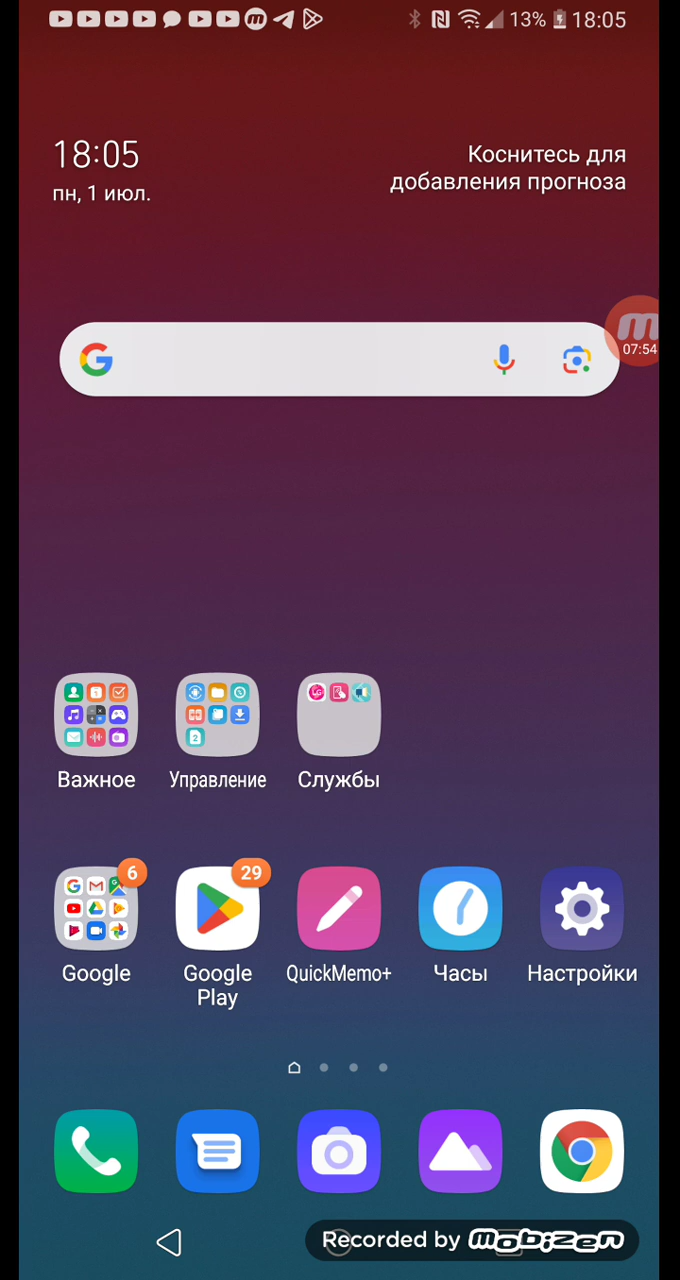 13% 18:05
18:05
пн, 1 июл.
Коснитесь для
добавления прогноза
07:54
Важное
Управление
Службы
6
29
Google
Google
Play
QuickMemo+
Часы
Настройки
Recorded by mobizen